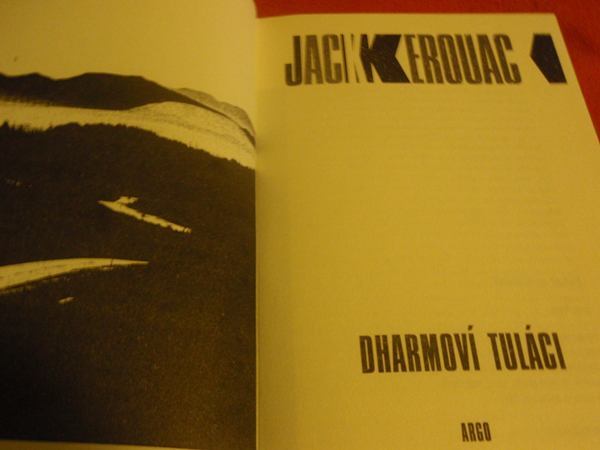 JACK KEROUAC
DHARMOVÍ TULÁCI
ARGO